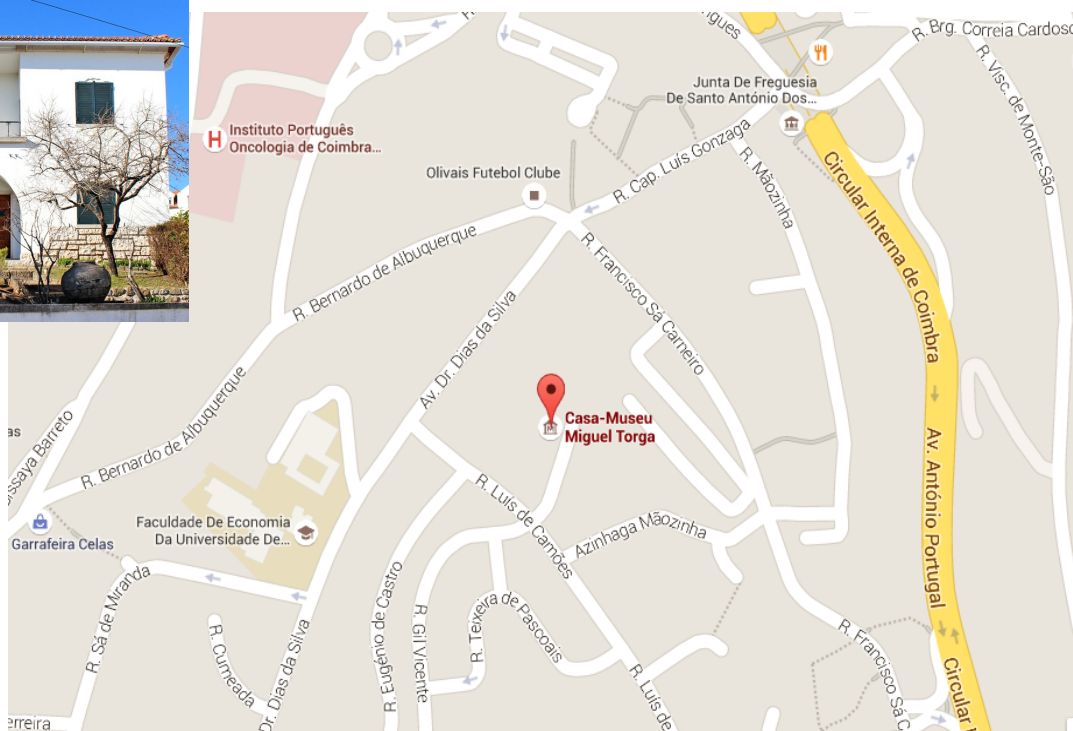 R. Brg. Correia Cardoso
R. Visc. de Monte-São
Junta De Freguesia
De Santo António Dos...
H
Instituto Português
Oncologia de Coimbra...
Olivais Futebol Clube
R. Cap. Luís Gonzaga
R. Mãozinha
Circular Interna de Coimbra
R. Bernardo de Albuquerque
R. Francisco Sá Carneiro
Av. Dr. Dias da Silva
Casa-Museu
Miguel Torga
R. Bernardo de Albuquerque
Garrafeira Celas
Faculdade De Economia
Da Universidade De...
R. Luís de Camões
Azinhaga Mãozinha
Av. António Portugal
R. Sá de Miranda
R. Cumeada
Dr. Dias da Silva
R. Eugénio de Castro
R. Gil Vicente
R. Teixeira de Pascoais
R. Luís de
R. Francisco Sá C
Circular I
erreira